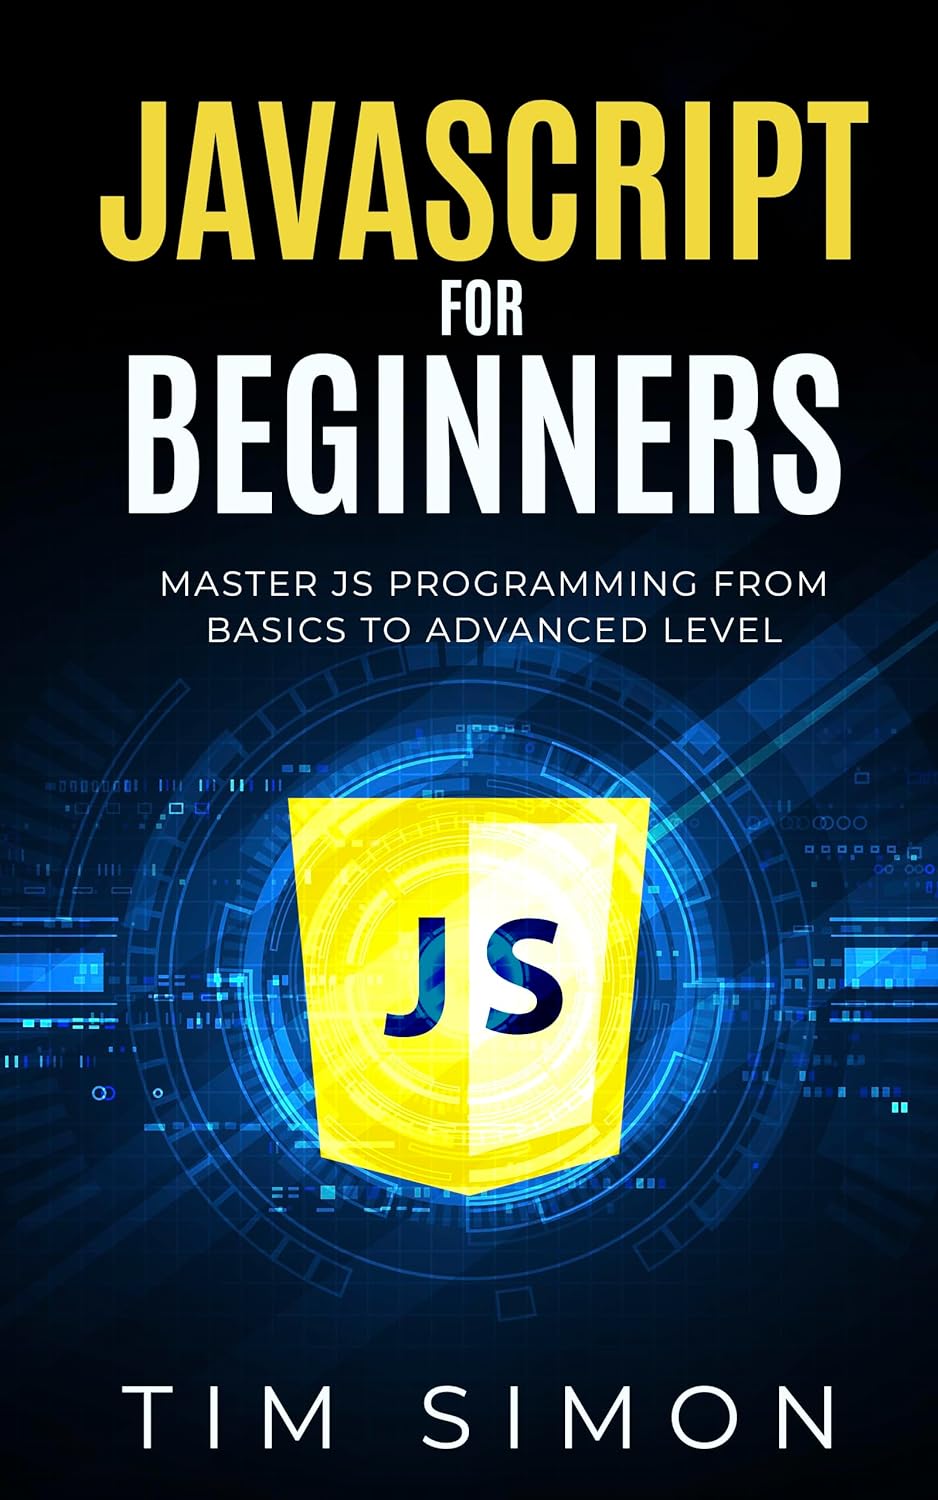 JAVASCRIPT
FOR
BEGINNERS
MASTER JS PROGRAMMING FROM
BASICS TO ADVANCED LEVEL
JS
TIM SIMON